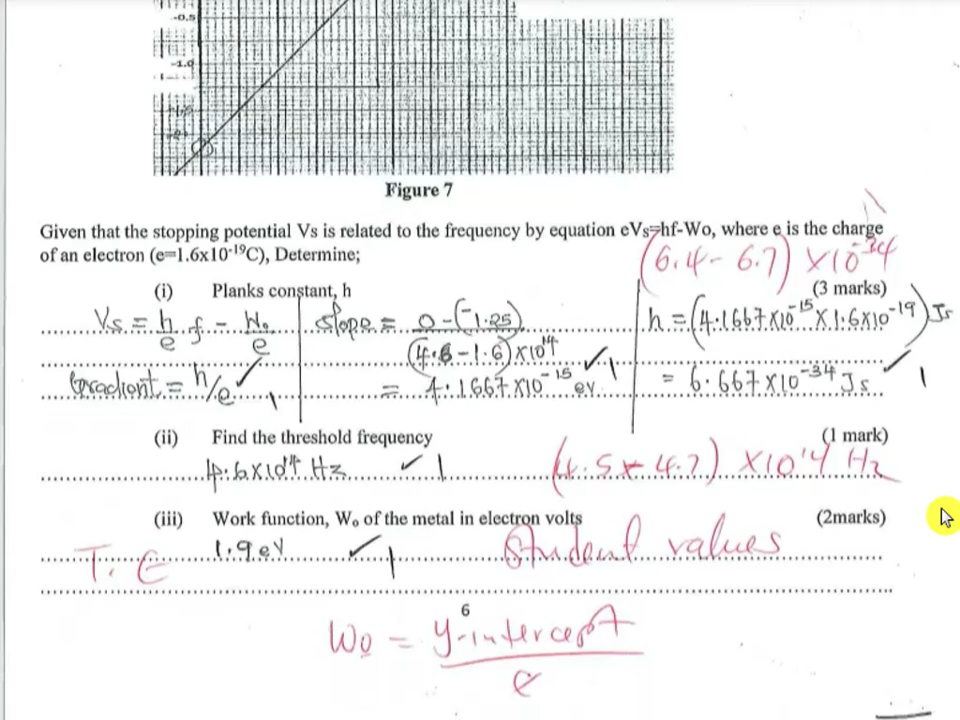 -0.5
-1.0
Figure 7
Given that the stopping potential Vs is related to the frequency by equation eVs=hf-Wo, where e is the charge
of an electron (e=1.6x10⁻¹⁹C), Determine;
(6.4 - 6.7) x10⁻³⁴
(i) Planks constant, h (3 marks)
Vs = h/e f - Wo/e
Gradient = h/e ✓ 1
Slope = 0-(-1.25) / (4.6-1.6)x10¹⁴
= 4.1667x10⁻¹⁵ ev. ✓1
h = (4.1667x10⁻¹⁵ x 1.6x10⁻¹⁹) Js
= 6.667x10⁻³⁴ Js ✓ 1
(ii) Find the threshold frequency (1 mark)
4.6x10¹⁴ Hz ✓ 1 (4.5 4.7) x10¹⁴ Hz
(iii) Work function, Wₒ of the metal in electron volts (2marks)
1.9eV ✓ 1 Student values
T. E
6
Wo = y-intercept / e